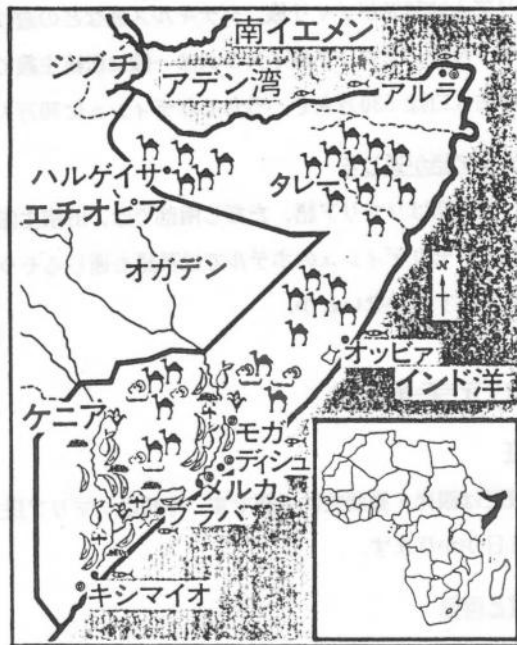 南イエメン
ジブチ
アデン湾
アルラ
ハルゲイサ
タレー
エチオピア
オガデン
オッビア
インド洋
ケニア
モガ
ディシュ
メルカ
ブラバ
キシマイオ